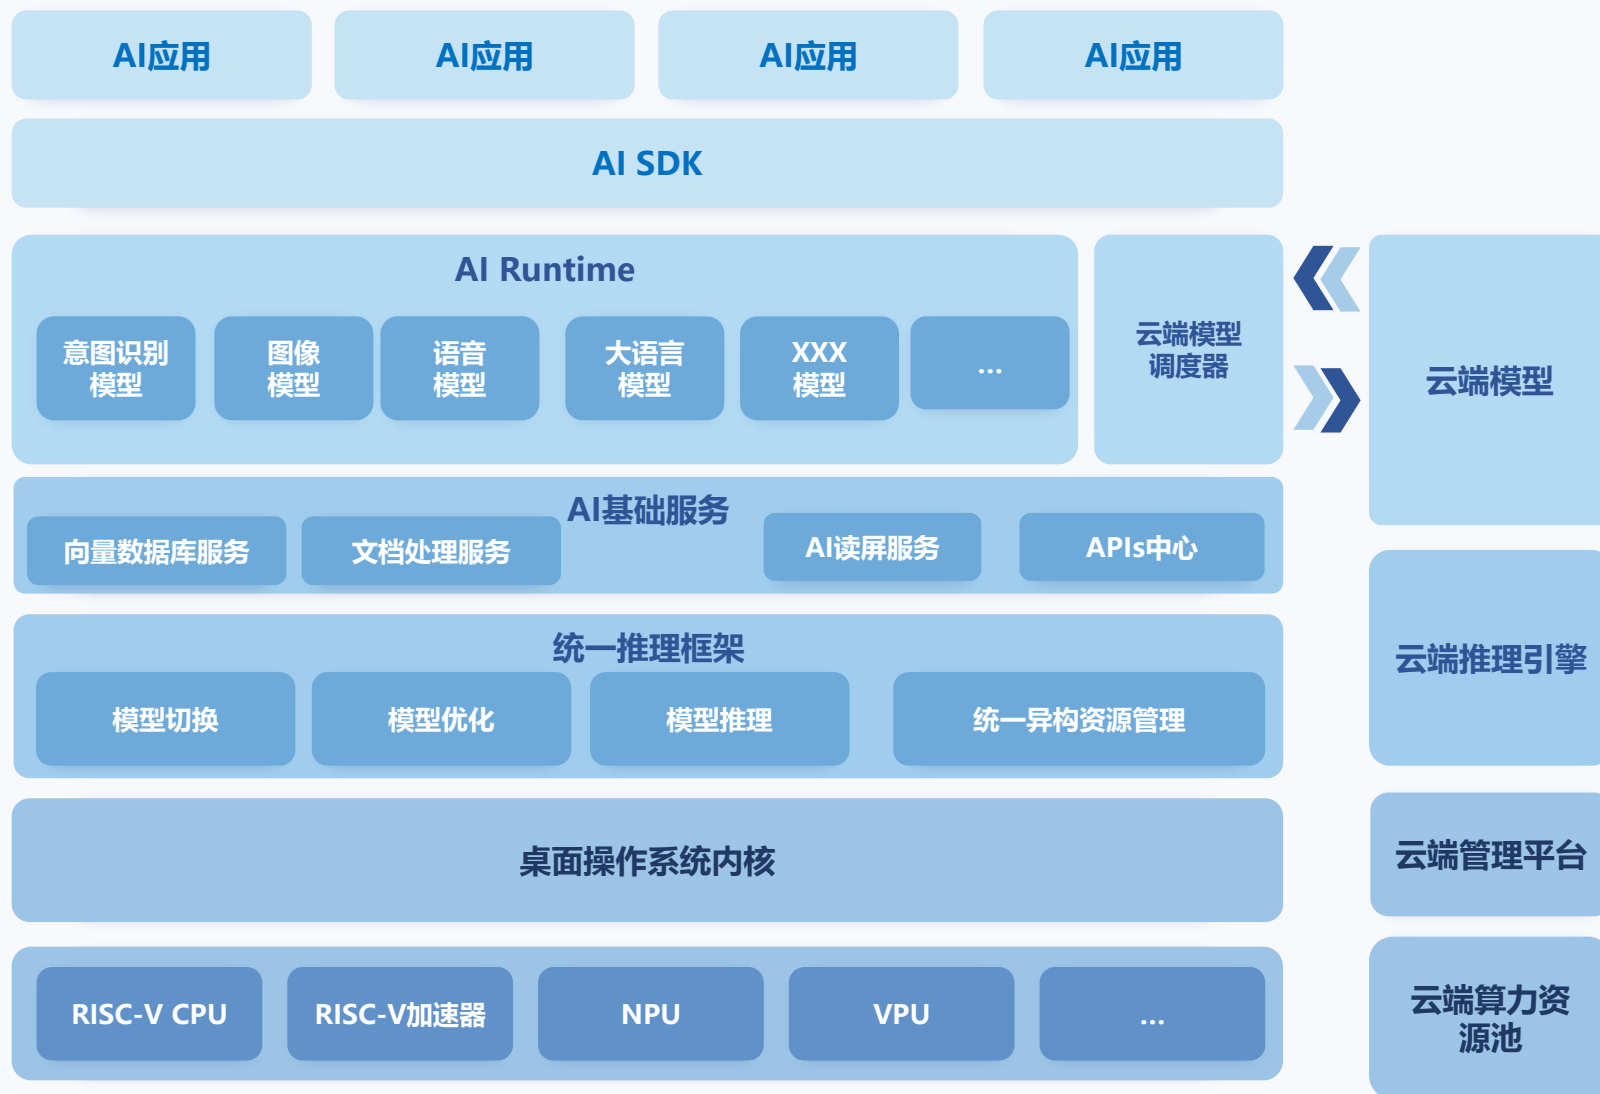 AI应用
AI应用
AI应用
AI应用
AI SDK
AI Runtime
意图识别
模型
图像
模型
语音
模型
大语言
模型
XXX
模型
...
云端模型
调度器
云端模型
AI基础服务
向量数据库服务
文档处理服务
AI读屏服务
APIs中心
统一推理框架
模型切换
模型优化
模型推理
统一异构资源管理
云端推理引擎
桌面操作系统内核
云端管理平台
RISC-V CPU
RISC-V加速器
NPU
VPU
...
云端算力资
源池